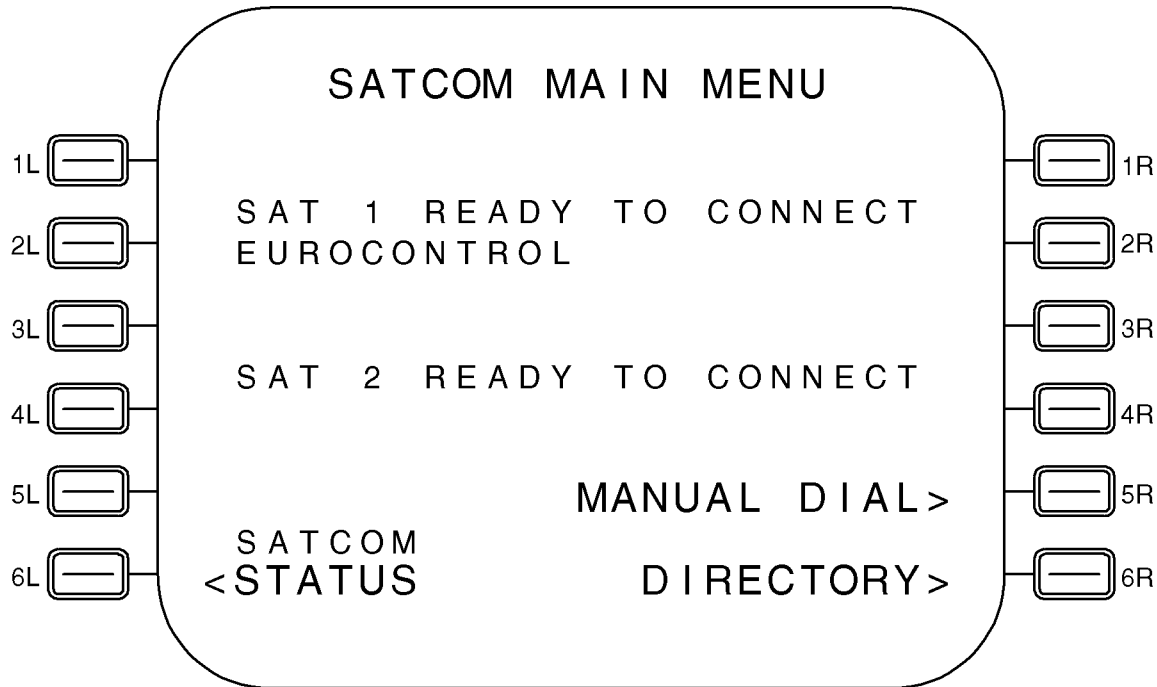 SATCOM MAIN MENU
1L
1R
SAT 1 READY TO CONNECT
2L
EUROCONTROL
2R
3L
3R
SAT 2 READY TO CONNECT
4L
4R
5L
MANUAL DIAL>
5R
SATCOM
6L
<STATUS
DIRECTORY>
6R